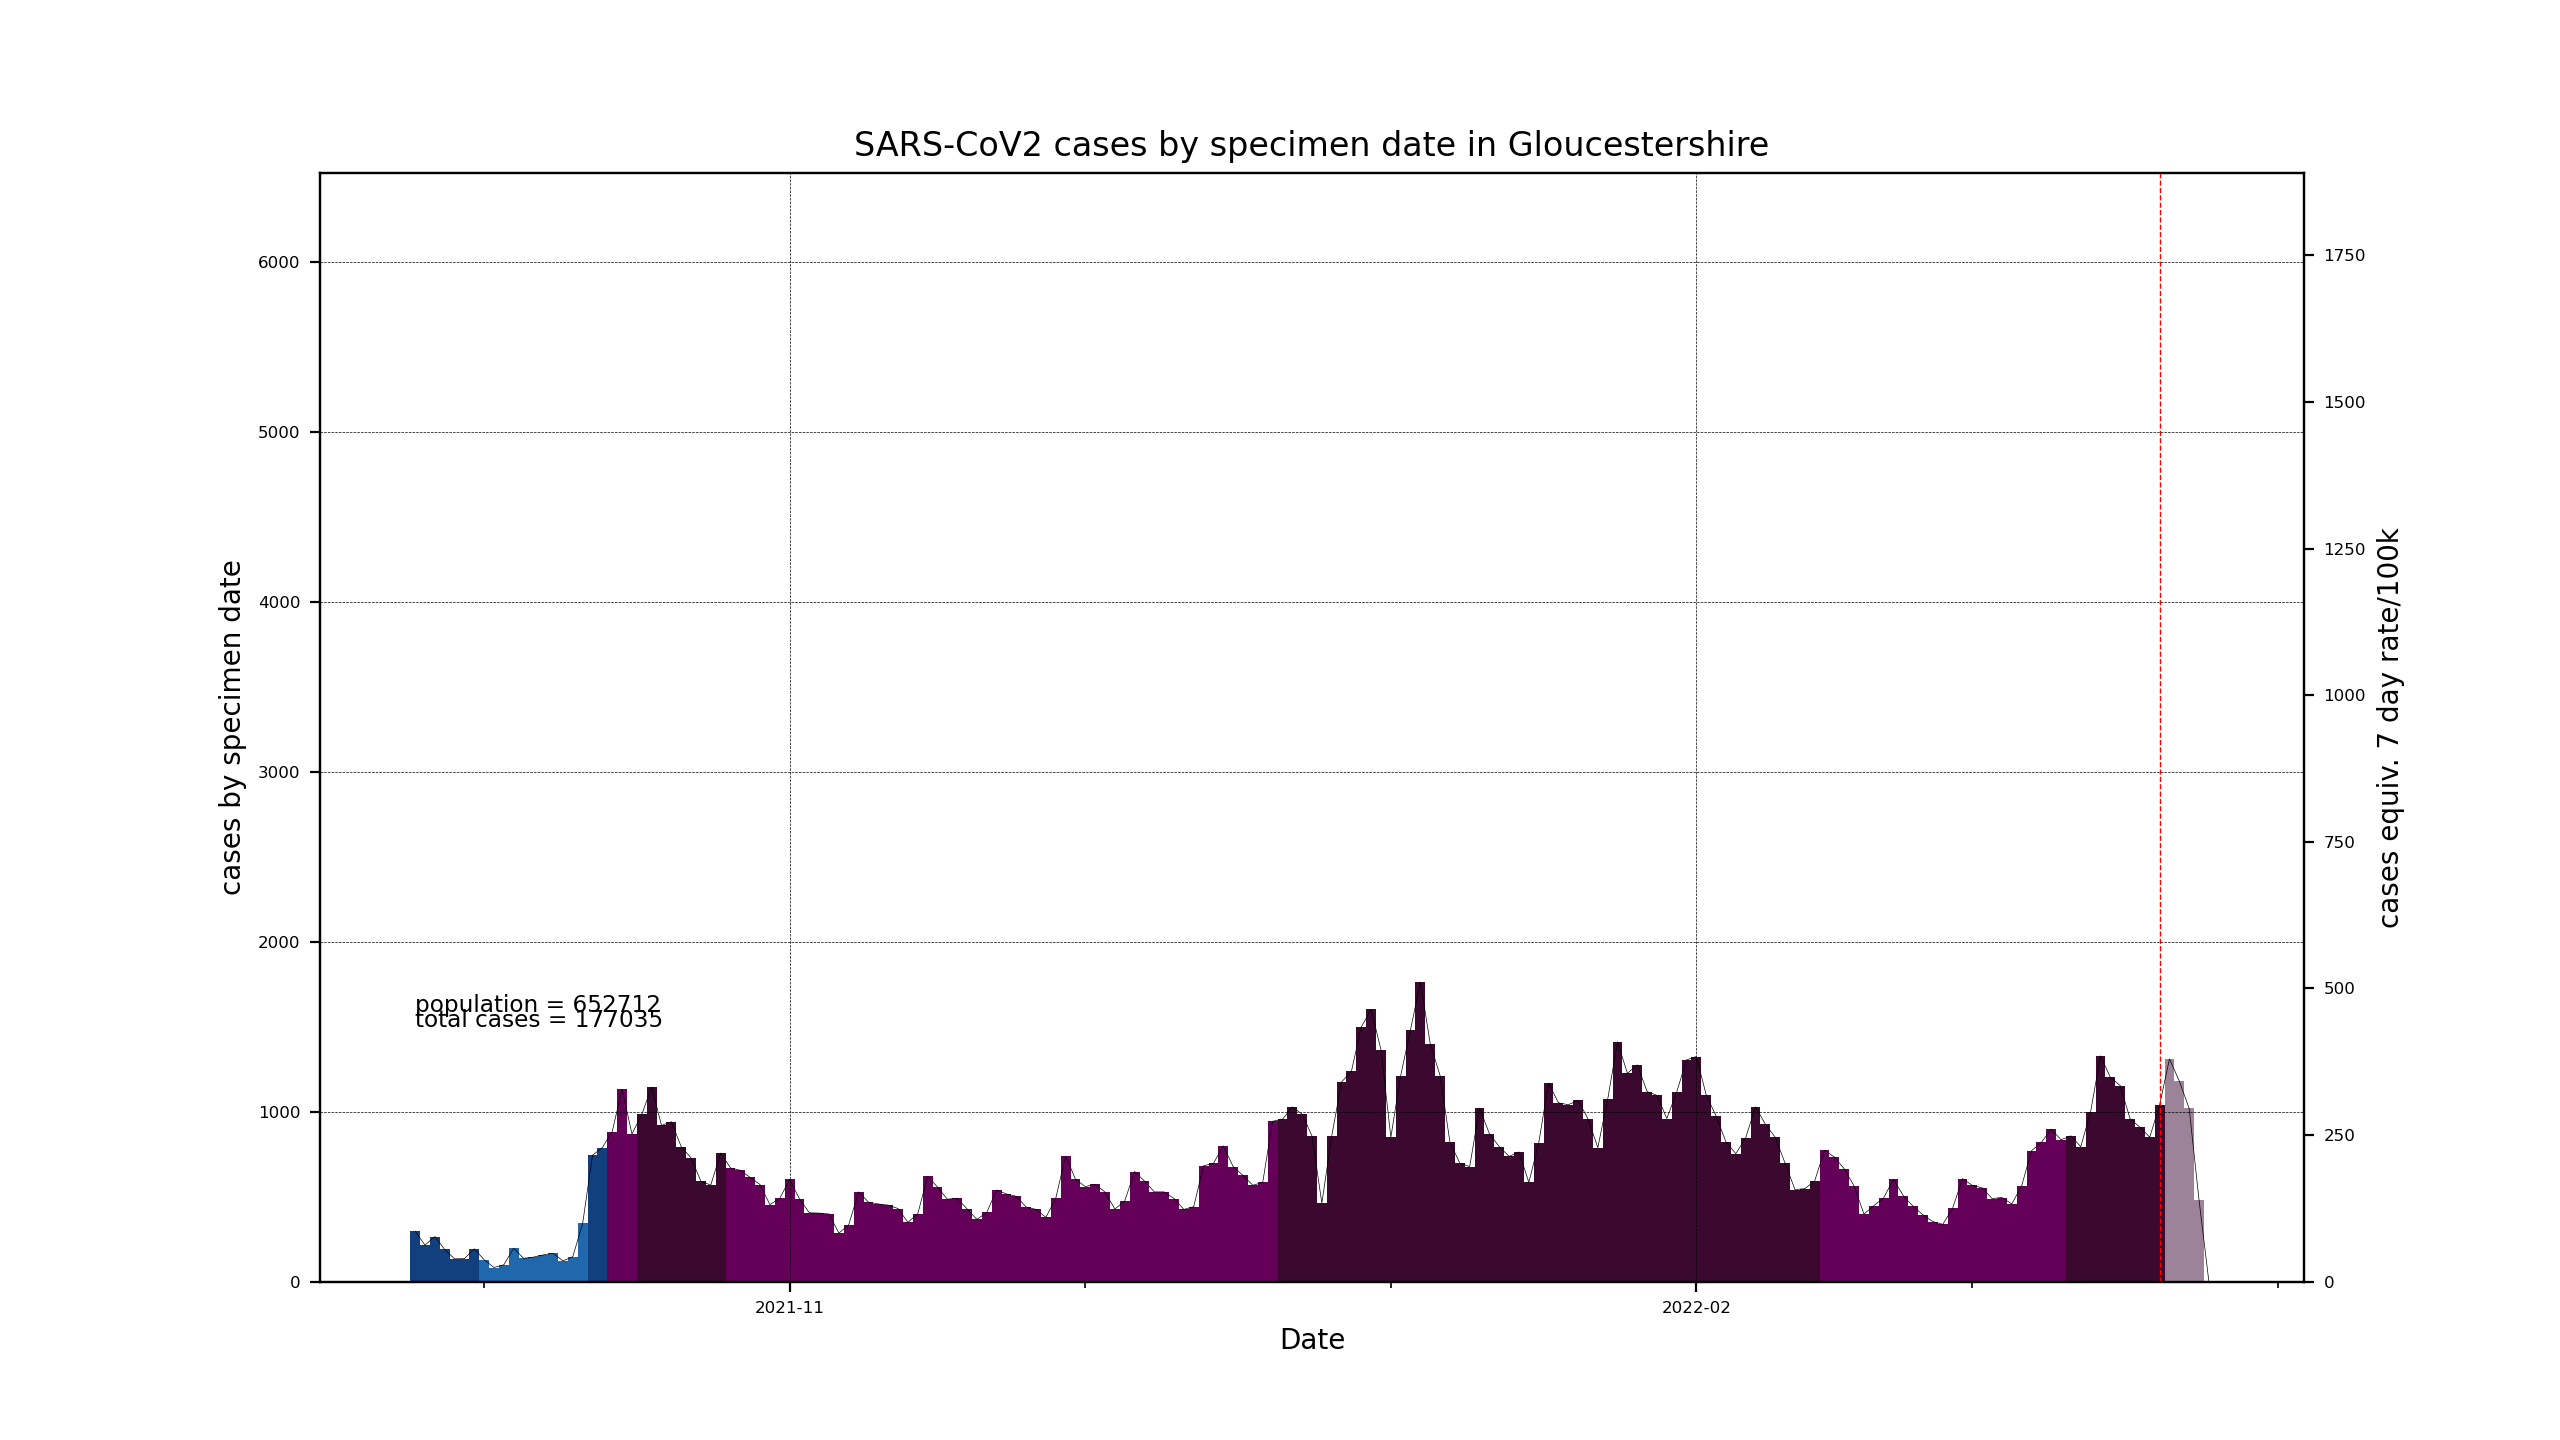 SARS-CoV2 cases by specimen date in Gloucestershire
cases by specimen date
6000
5000
4000
3000
2000
1000
0
population = 652712
total cases = 177035
1750
1500
1250
1000
750
500
250
0
cases equiv. 7 day rate/100k
2021-11
2022-02
Date